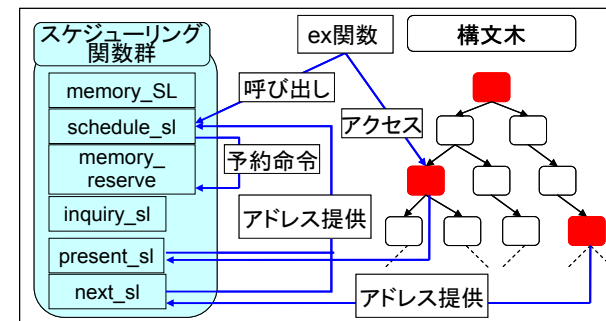 スケジューリング
関数群
memory_SL
schedule_sl
memory_
reserve
inquiry_sl
present_sl
next_sl
ex関数
呼び出し
予約命令
アドレス提供
アクセス
構文木
アドレス提供